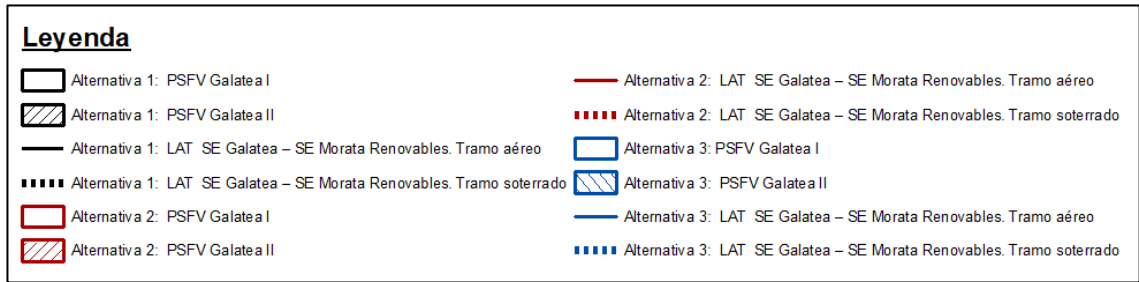 Leyenda
Alternativa 1: PSFV Galatea I
Alternativa 1: PSFV Galatea II
Alternativa 1: LAT SE Galatea – SE Morata Renovables. Tramo aéreo
Alternativa 1: LAT SE Galatea – SE Morata Renovables. Tramo soterrado
Alternativa 2: PSFV Galatea I
Alternativa 2: PSFV Galatea II
Alternativa 2: LAT SE Galatea – SE Morata Renovables. Tramo aéreo
Alternativa 2: LAT SE Galatea – SE Morata Renovables. Tramo soterrado
Alternativa 3: PSFV Galatea I
Alternativa 3: PSFV Galatea II
Alternativa 3: LAT SE Galatea – SE Morata Renovables. Tramo aéreo
Alternativa 3: LAT SE Galatea – SE Morata Renovables. Tramo soterrado